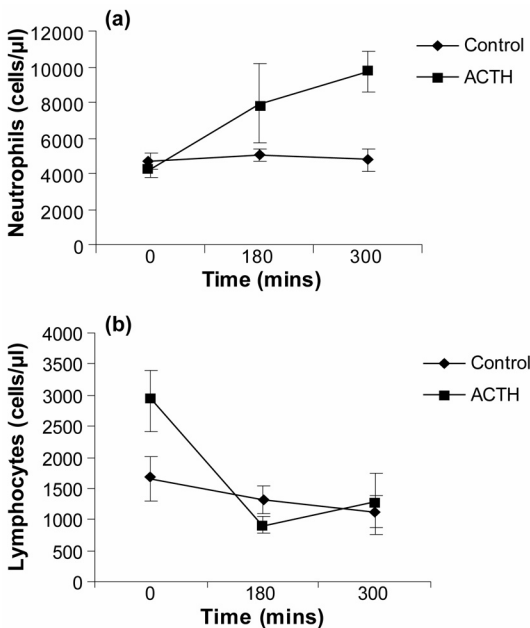 (a)
12000
10000
8000
6000
4000
2000
0
Neutrophils (cells/µl)
Control
ACTH
0 180 300
Time (mins)
(b)
4000
3500
3000
2500
2000
1500
1000
500
0
Lymphocytes (cells/µl)
Control
ACTH
0 180 300
Time (mins)